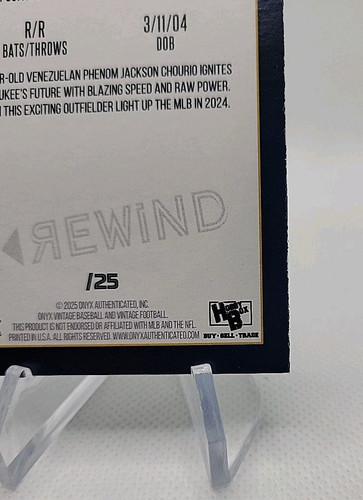 R/R
BATS/THROWS
3/11/04
DOB
R-OLD VENEZUELAN PHENOM JACKSON CHOURIO IGNITES
UKEE'S FUTURE WITH BLAZING SPEED AND RAW POWER.
THIS EXCITING OUTFIELDER LIGHT UP THE MLB IN 2024.
REWiND
/25
© 2025 ONYX AUTHENTICATED, INC.
ONYX VINTAGE BASEBALL AND VINTAGE FOOTBALL.
THIS PRODUCT IS NOT ENDORSED OR AFFILIATED WITH MLB AND THE NFL.
PRINTED IN U.S.A. ALL RIGHTS RESERVED. WWW.ONYXAUTHENTICATED.COM
BUY • SELL • TRADE